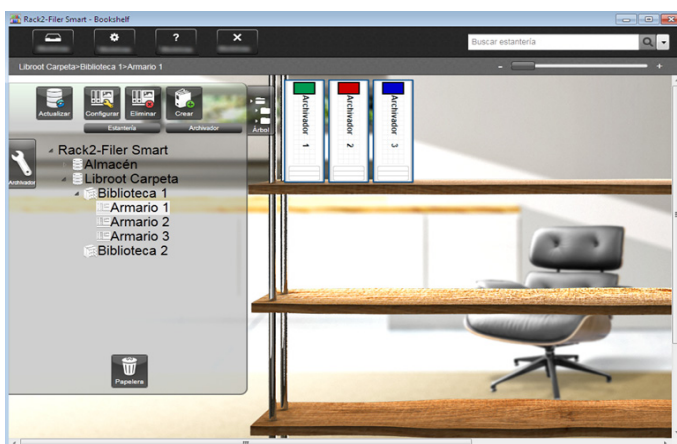 Rack2-Filer Smart - Bookshelf
?
Buscar estantería
Libroot Carpeta>Biblioteca 1>Armario 1
- +
Actualizar Configurar Eliminar Crear
Estantería Archivador
Árbol
Archivador
Rack2-Filer Smart
Almacén
Libroot Carpeta
Biblioteca 1
Armario 1
Armario 2
Armario 3
Biblioteca 2
Papelera
Archivador 1
Archivador 2
Archivador 3